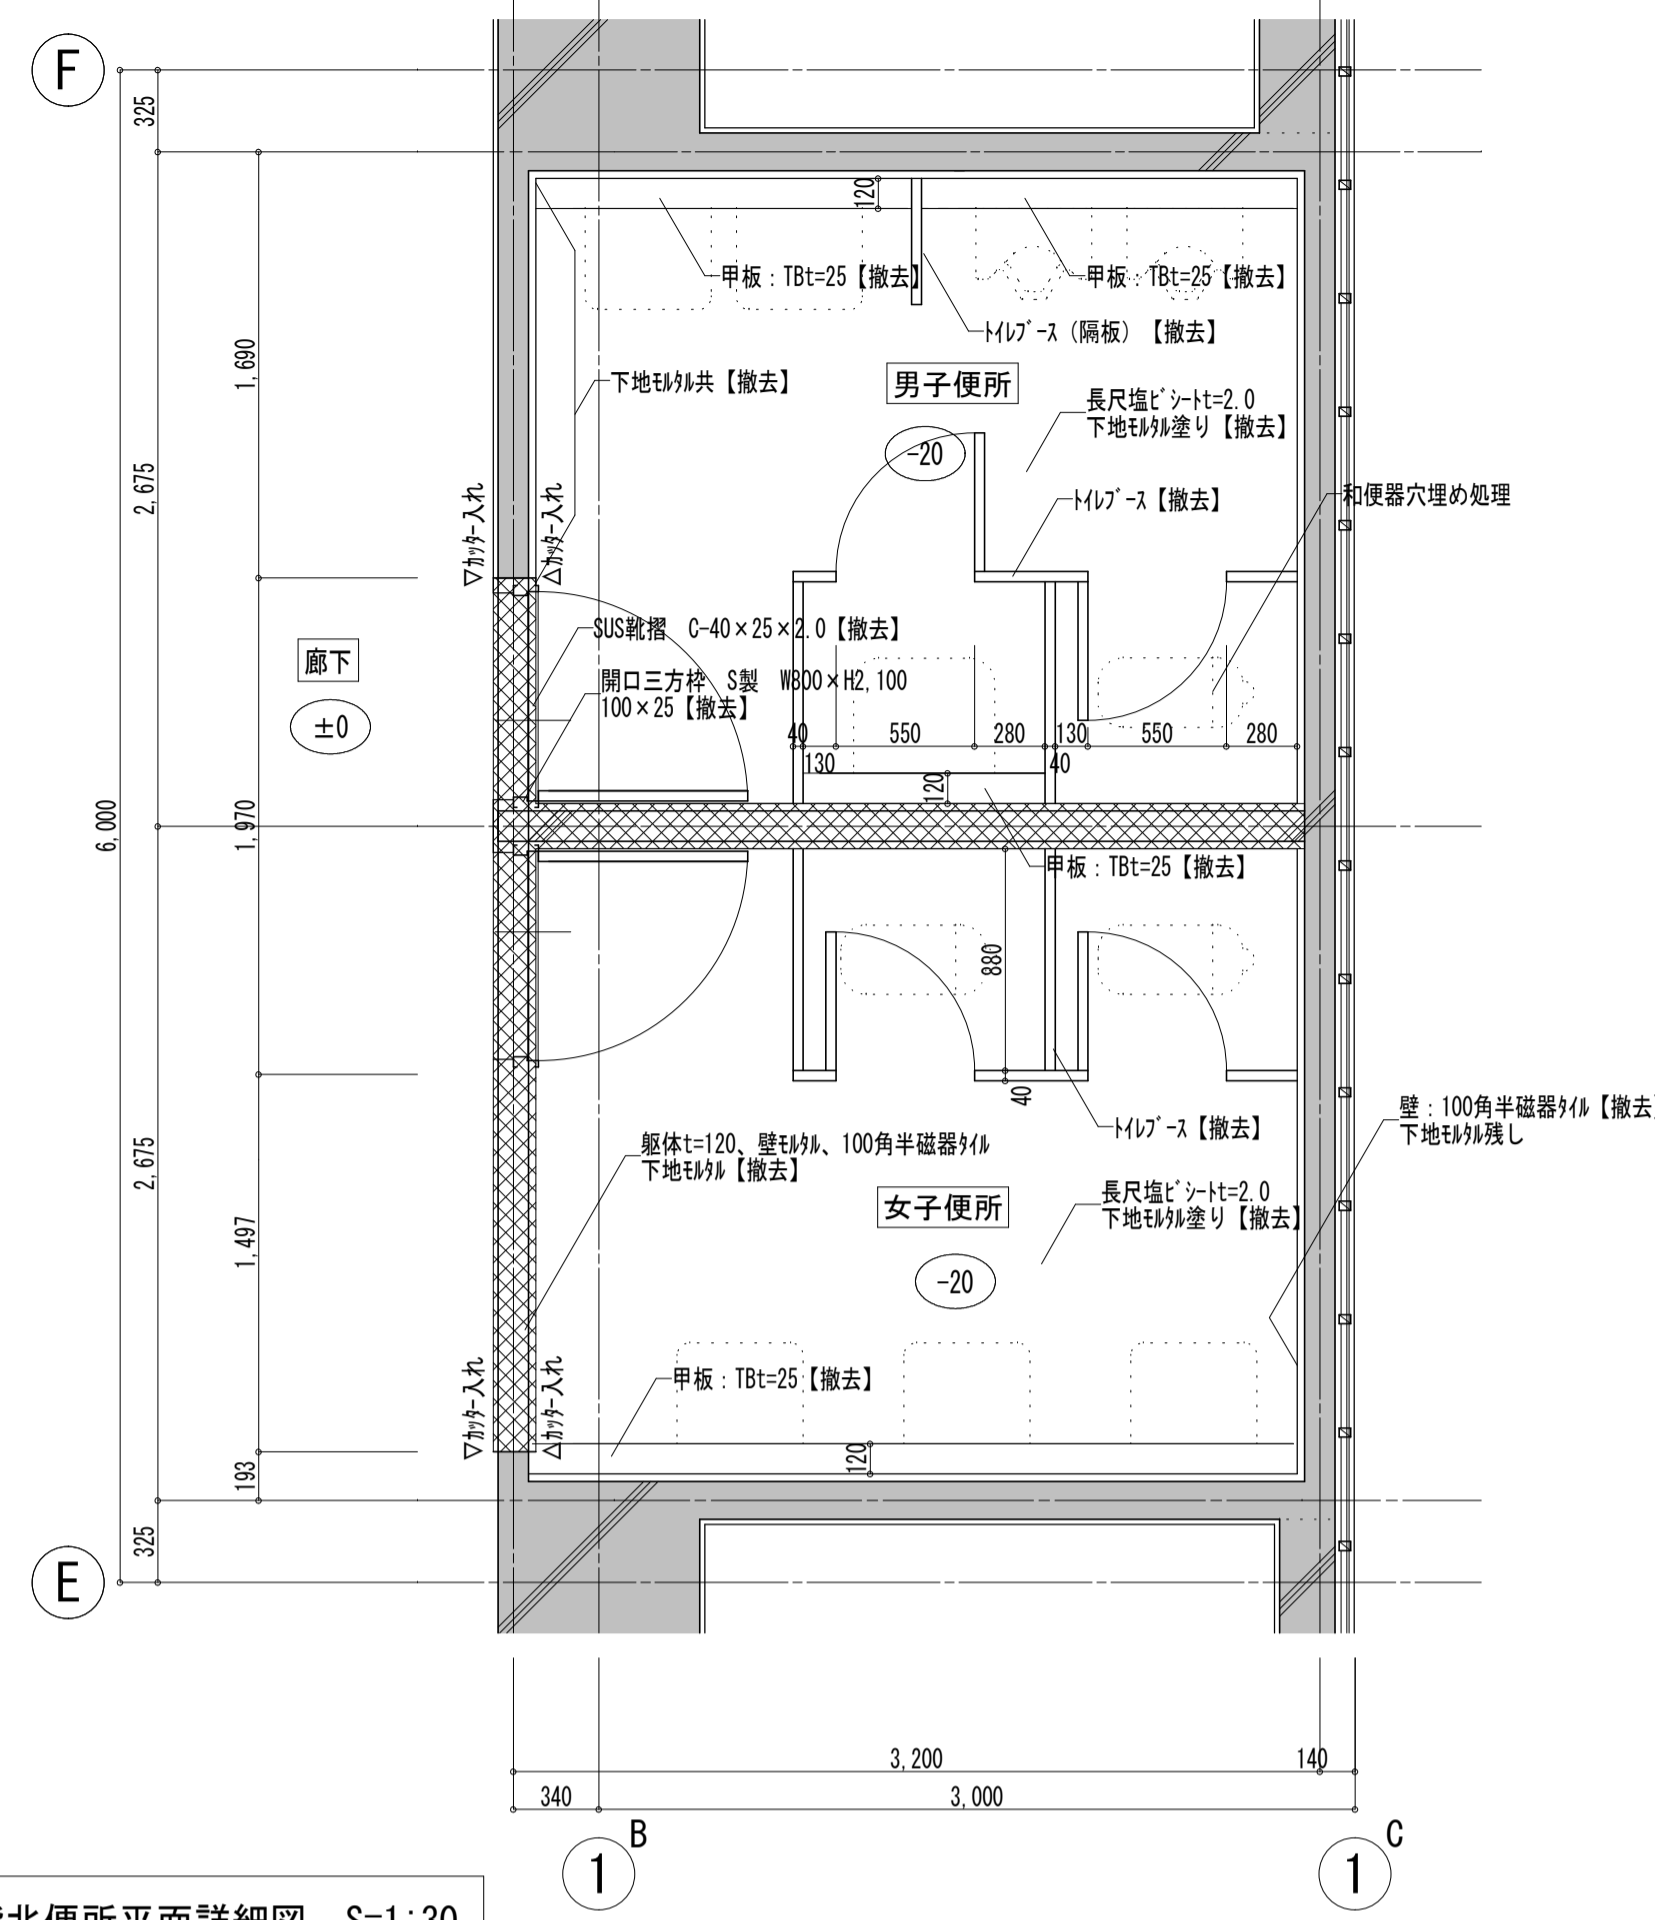 F
325
120
甲板：TBt=25【撤去】
甲板：TBt=25【撤去】
ﾄｲﾚﾌﾞｰｽ（隔板）【撤去】
1,690
下地ﾓﾙﾀﾙ共【撤去】
男子便所
長尺塩ﾋﾞｼｰﾄt=2.0
下地ﾓﾙﾀﾙ塗り【撤去】
-20
2,675
▽ｶｯﾀｰ入れ
△ｶｯﾀｰ入れ
ﾄｲﾚﾌﾞｰｽ【撤去】
和便器穴埋め処理
SUS靴摺　C-40×25×2.0【撤去】
廊下
開口三方枠　S製　W800×H2,100
100×25【撤去】
±0
40
550
280
130
550
280
130
40
120
6,000
1,970
甲板：TBt=25【撤去】
880
40
壁：100角半磁器ﾀｲﾙ【撤去
下地ﾓﾙﾀﾙ残し
ﾄｲﾚﾌﾞｰｽ【撤去】
躯体t=120、壁ﾓﾙﾀﾙ、100角半磁器ﾀｲﾙ
下地ﾓﾙﾀﾙ【撤去】
2,675
女子便所
長尺塩ﾋﾞｼｰﾄt=2.0
下地ﾓﾙﾀﾙ塗り【撤去】
1,497
-20
▽ｶｯﾀｰ入れ
△ｶｯﾀｰ入れ
甲板：TBt=25【撤去】
120
193
325
E
3,200
140
340
3,000
B
1
C
1
北便所平面詳細図　S=1:30